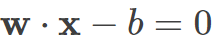 𝐰 · 𝐱 − b = 0